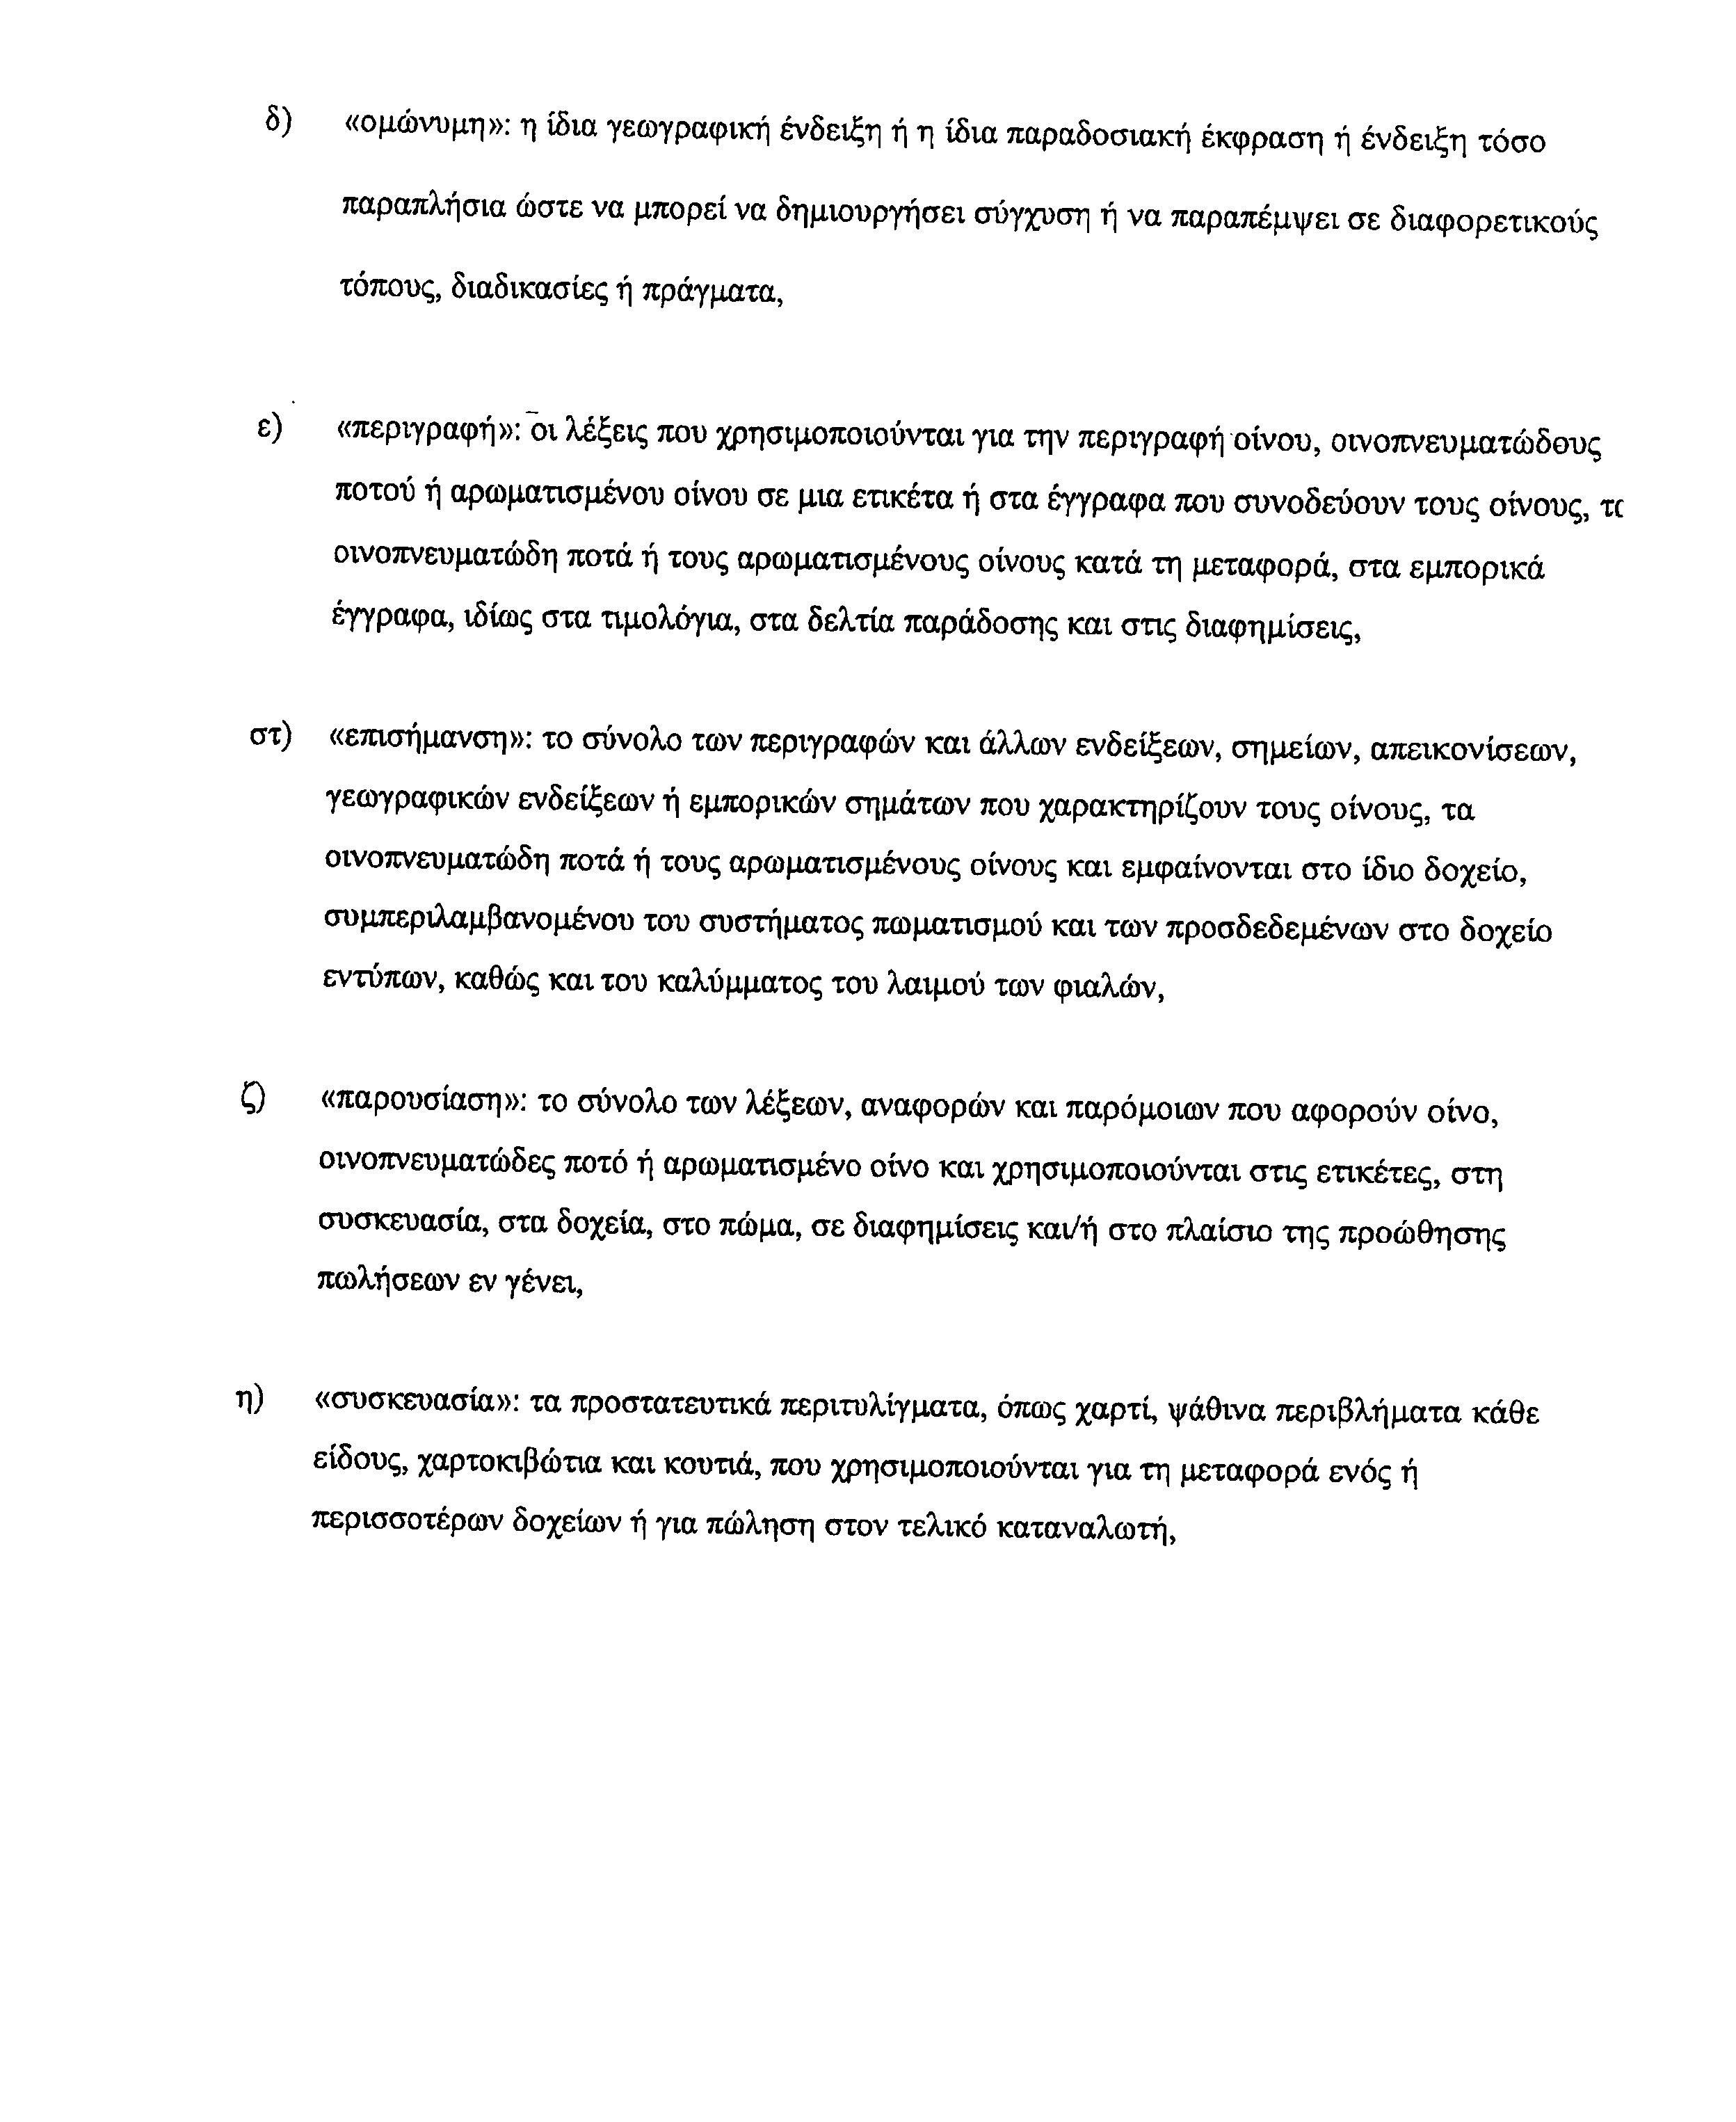 δ) «ομώνυμη»: η ίδια γεωγραφική ένδειξη ή η ίδια παραδοσιακή έκφραση ή ένδειξη τόσο
παραπλήσια ώστε να μπορεί να δημιουργήσει σύγχυση ή να παραπέμψει σε διαφορετικούς
τόπους, διαδικασίες ή πράγματα,
ε) «περιγραφή»: οι λέξεις που χρησιμοποιούνται για την περιγραφή οίνου, οινοπνευματώδους
ποτού ή αρωματισμένου οίνου σε μια ετικέτα ή στα έγγραφα που συνοδεύουν τους οίνους,
οινοπνευματώδη ποτά ή τους αρωματισμένους οίνους κατά τη μεταφορά, στα εμπορικά
έγγραφα, ιδίως στα τιμολόγια, στα δελτία παράδοσης και στις διαφημίσεις,
στ) «επισήμανση»: το σύνολο των περιγραφών και άλλων ενδείξεων, σημείων, απεικονίσεων,
γεωγραφικών ενδείξεων ή εμπορικών σημάτων που χαρακτηρίζουν τους οίνους, τα
οινοπνευματώδη ποτά ή τους αρωματισμένους οίνους και εμφαίνονται στο ίδιο δοχείο,
συμπεριλαμβανομένου του συστήματος πωματισμού και των προσδεδεμένων στο δοχείο
εντύπων, καθώς και του καλύμματος του λαιμού των φιαλών,
ζ) «παρουσίαση»: το σύνολο των λέξεων, αναφορών και παρόμοιων που αφορούν οίνο,
οινοπνευματώδες ποτό ή αρωματισμένο οίνο και χρησιμοποιούνται στις ετικέτες, στη
συσκευασία, στα δοχεία, στο πώμα, σε διαφημίσεις και/ή στο πλαίσιο της προώθησης
πωλήσεων εν γένει,
η) «συσκευασία»: τα προστατευτικά περιτυλίγματα, όπως χαρτί, ψάθινα περιβλήματα κάθε
είδους, χαρτοκιβώτια και κουτιά, που χρησιμοποιούνται για τη μεταφορά ενός ή
περισσοτέρων δοχείων ή για πώληση στον τελικό καταναλωτή,